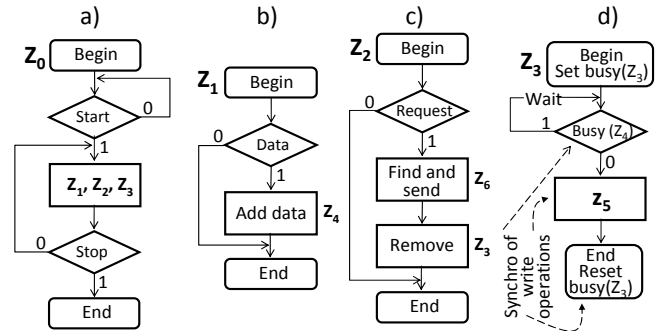 a)
Z0
Begin
0
Start
1
Z1, Z2, Z3
0
Stop
1
End
b)
Z1
Begin
0
Data
1
Add data
Z4
End
c)
Z2
Begin
0
Request
1
Find and
send
Z6
Remove
Z3
End
d)
Z3
Begin
Set busy(Z3)
Wait
1
Busy (Z4)
0
z5
End
Reset
busy(Z3)
Synchro of
write
operations